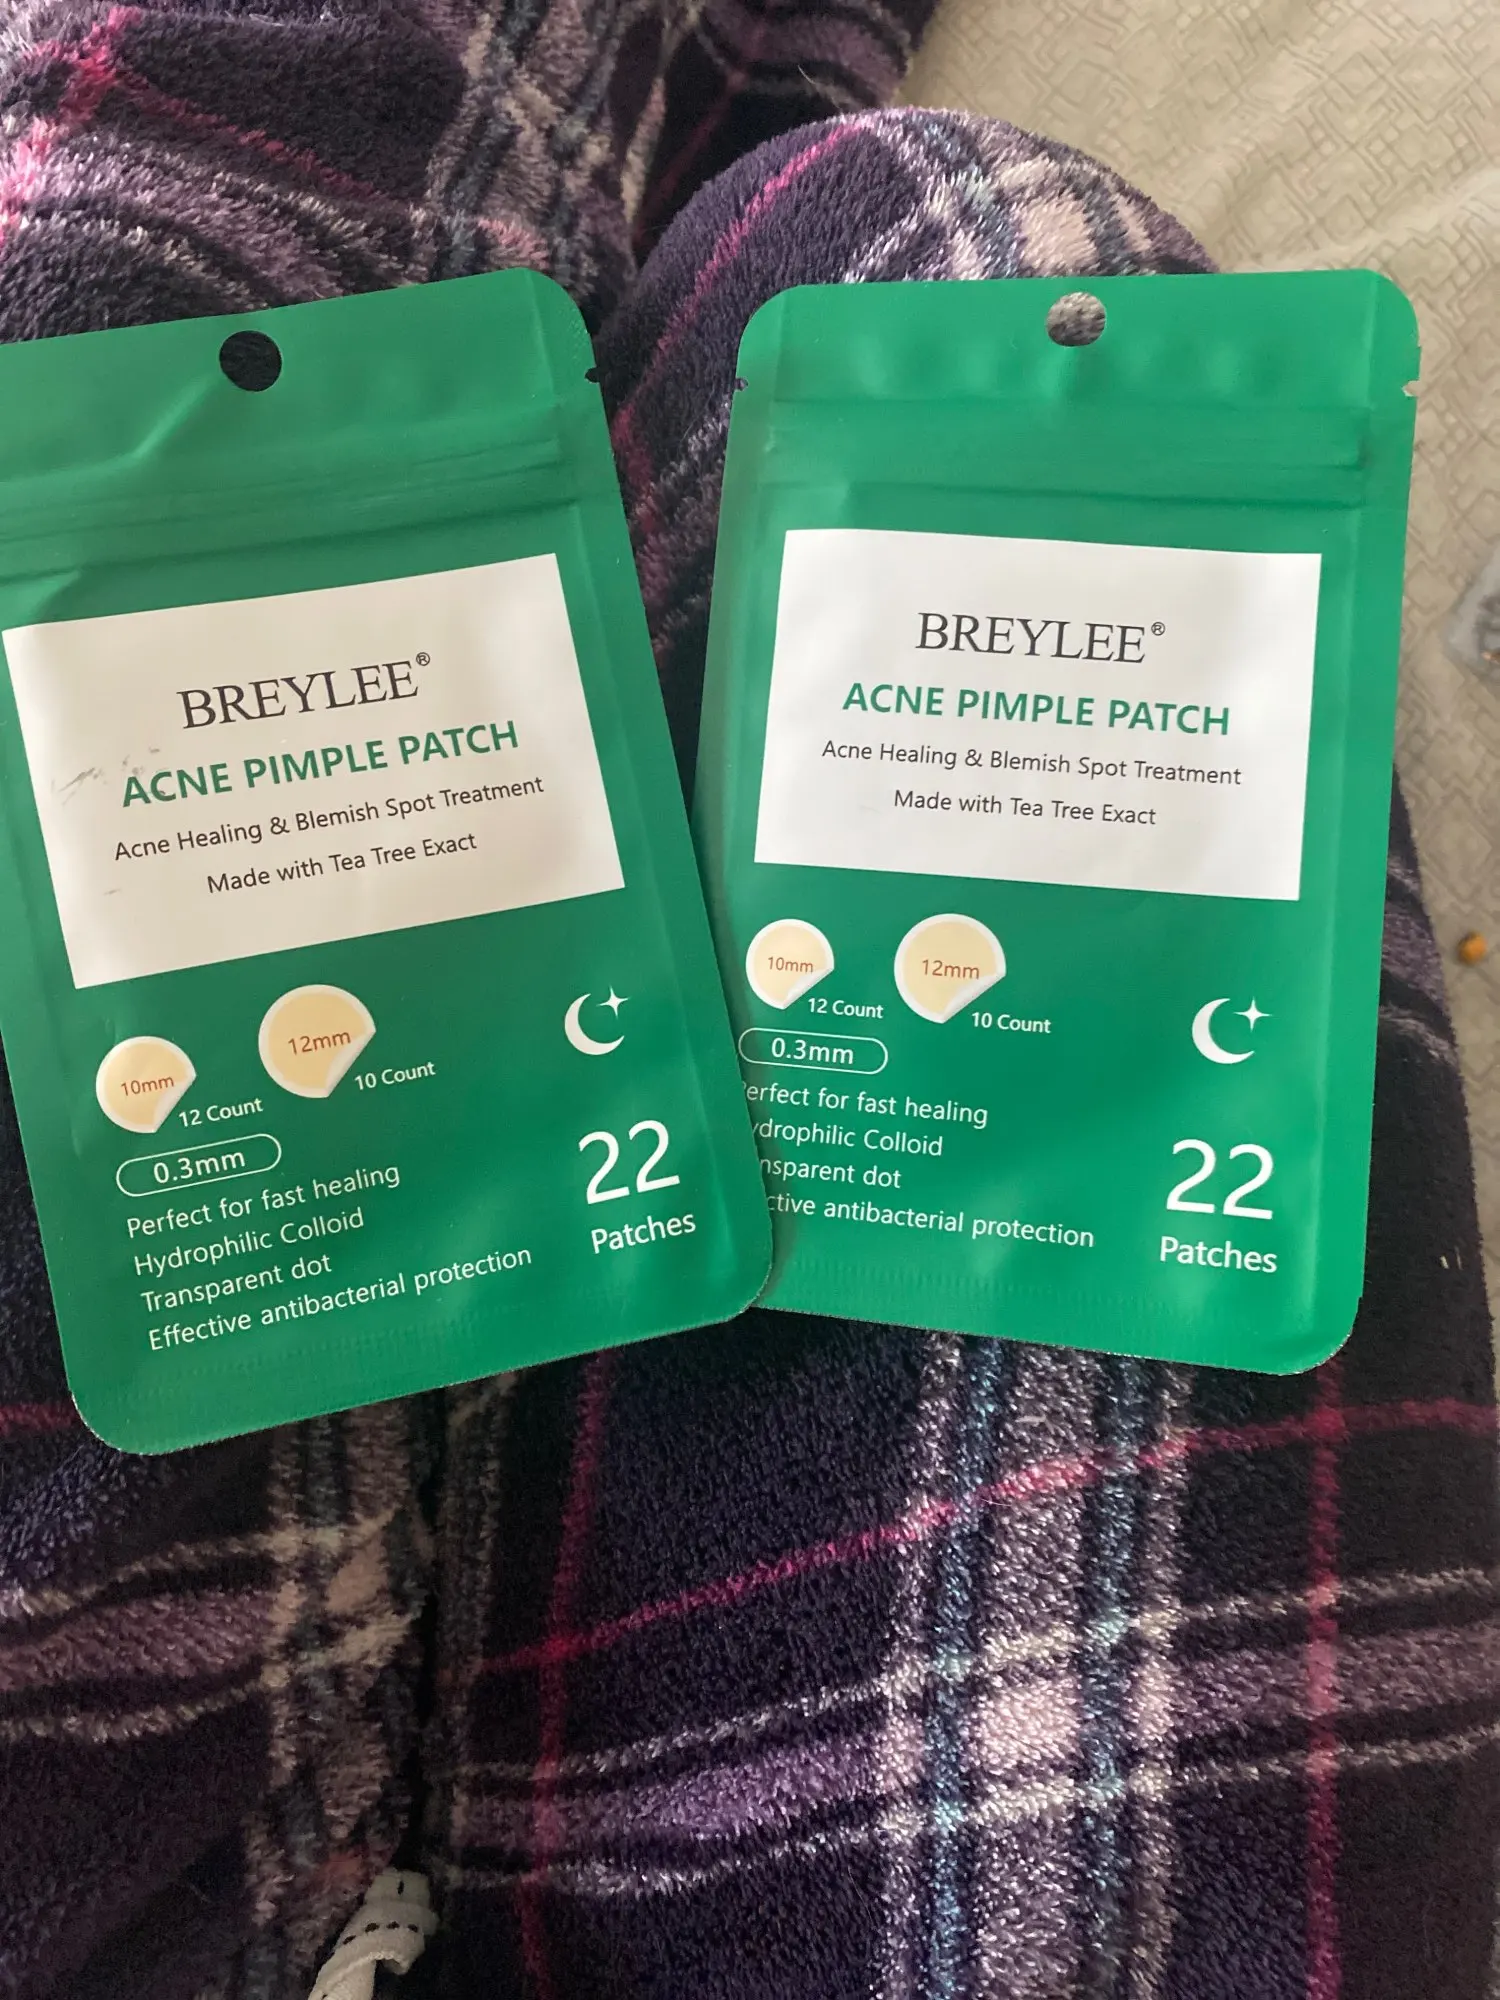 BREYLEE®
ACNE PIMPLE PATCH
Acne Healing & Blemish Spot Treatment
Made with Tea Tree Exact
10mm
12 Count
12mm
10 Count
0.3mm
Perfect for fast healing
Hydrophilic Colloid
Transparent dot
Effective antibacterial protection
22
Patches
BREYLEE®
ACNE PIMPLE PATCH
Acne Healing & Blemish Spot Treatment
Made with Tea Tree Exact
10mm
12 Count
12mm
10 Count
0.3mm
erfect for fast healing
drophilic Colloid
nsparent dot
ctive antibacterial protection
22
Patches